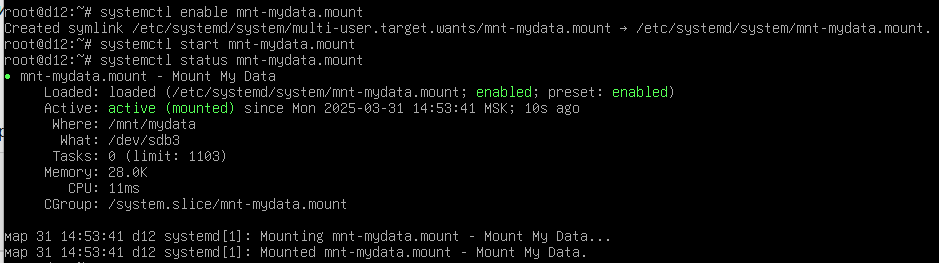 root@d12:~# systemctl enable mnt-mydata.mount
Created symlink /etc/systemd/system/multi-user.target.wants/mnt-mydata.mount → /etc/systemd/system/mnt-mydata.mount.
root@d12:~# systemctl start mnt-mydata.mount
root@d12:~# systemctl status mnt-mydata.mount
● mnt-mydata.mount - Mount My Data
Loaded: loaded (/etc/systemd/system/mnt-mydata.mount; enabled; preset: enabled)
Active: active (mounted) since Mon 2025-03-31 14:53:41 MSK; 10s ago
Where: /mnt/mydata
What: /dev/sdb3
Tasks: 0 (limit: 1103)
Memory: 28.0K
CPU: 11ms
CGroup: /system.slice/mnt-mydata.mount
мар 31 14:53:41 d12 systemd[1]: Mounting mnt-mydata.mount - Mount My Data...
мар 31 14:53:41 d12 systemd[1]: Mounted mnt-mydata.mount - Mount My Data.